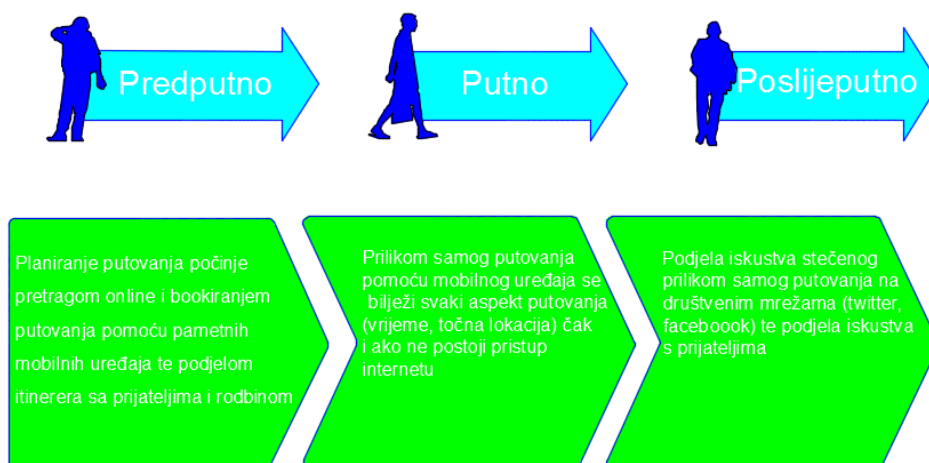 Predputno
Putno
Poslijeputno
Planiranje putovanja počinje
pretragom online i bookiranjem
putovanja pomoću pametnih
mobilnih uređaja te podjelom
itinerera sa prijateljima i rodbinom
Prilikom samog putovanja
pomoću mobilnog uređaja se
bilježi svaki aspekt putovanja
(vrijeme, točna lokacija) čak
i ako ne postoji pristup
internetu
Podjela iskustva stečenog
prilikom samog putovanja na
društvenim mrežama (twitter,
faceboook) te podjela iskustva
s prijateljima